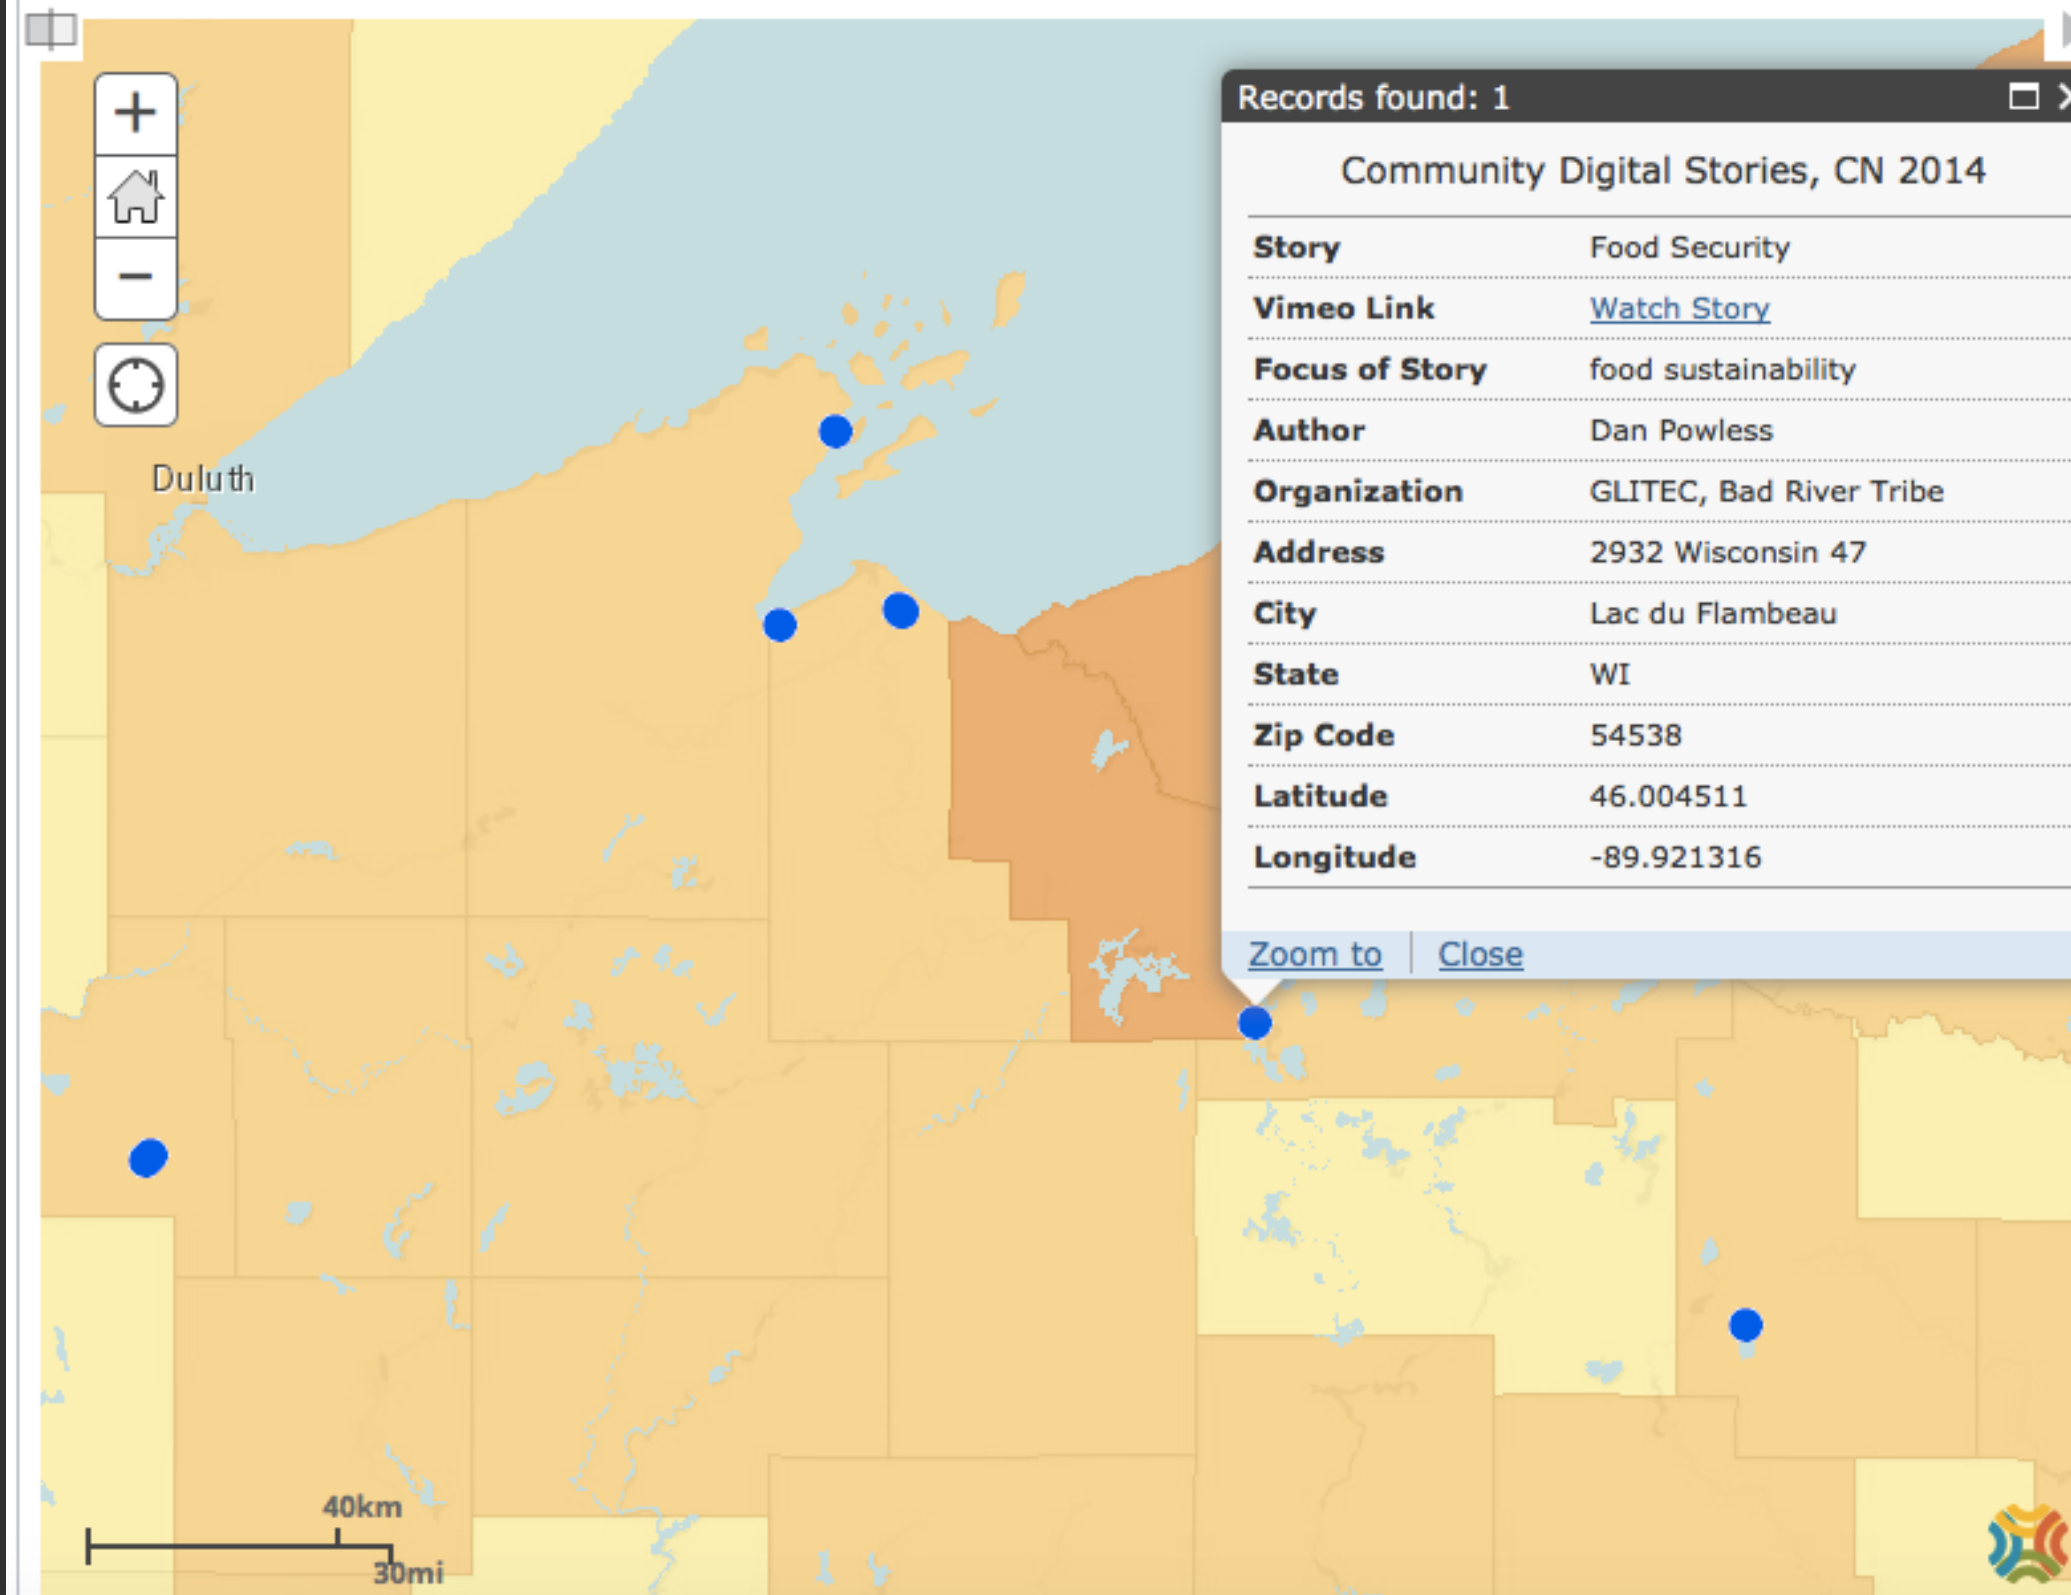 Records found: 1
Community Digital Stories, CN 2014
Story Food Security
Vimeo Link Watch Story
Focus of Story food sustainability
Author Dan Powless
Organization GLITEC, Bad River Tribe
Address 2932 Wisconsin 47
City Lac du Flambeau
State WI
Zip Code 54538
Latitude 46.004511
Longitude -89.921316
Zoom to Close
Duluth
40km
30mi